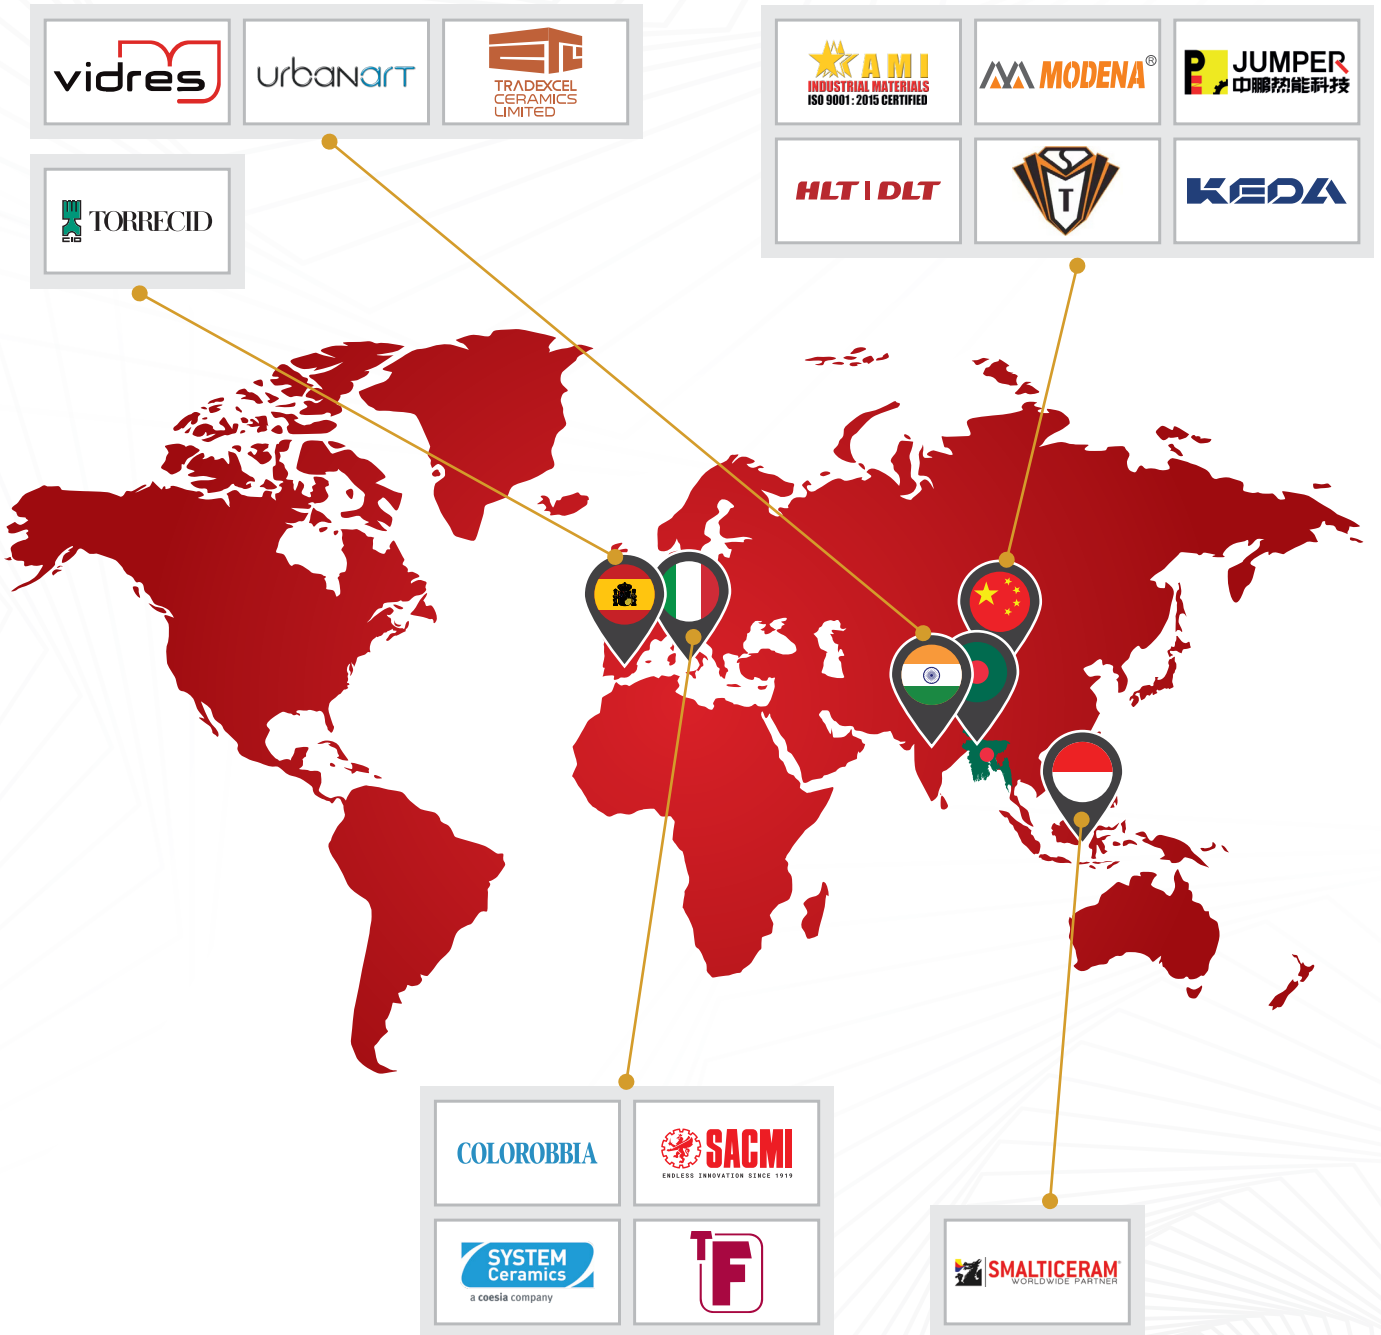 vidres
urbanart
ETCL
TRADEXCEL
CERAMICS
LIMITED
TORRECID
CID
AMI
INDUSTRIAL MATERIALS
ISO 9001 : 2015 CERTIFIED
MODENA®
P
JUMPER
中鹏热能科技
HLT | DLT
S
T
KEDA
COLOROBBIA
SACMI
ENDLESS INNOVATION SINCE 1919
SYSTEM
Ceramics
a coesia company
TF
SMALTICERAM
WORLDWIDE PARTNER